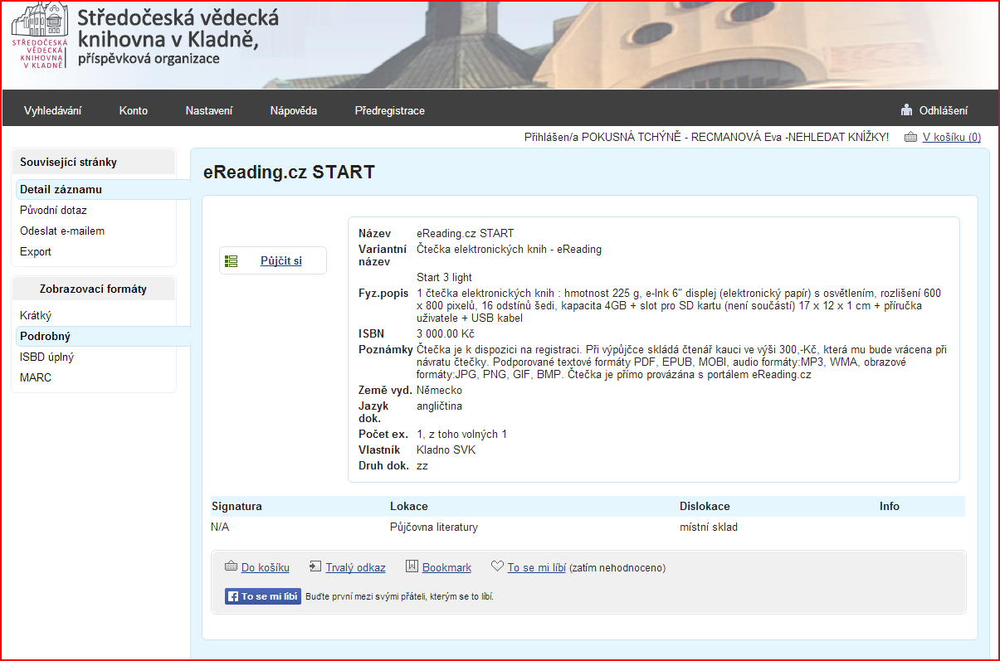 STŘEDOČESKÁ
VĚDECKÁ
KNIHOVNA
V KLADNĚ
Středočeská vědecká
knihovna v Kladně,
příspěvková organizace
Vyhledávání Konto Nastavení Nápověda Předregistrace Odhlášení
Přihlášen/a POKUSNÁ TCHÝNĚ - RECMANOVÁ Eva -NEHLEDAT KNÍŽKY! V košíku (0)
Související stránky
Detail záznamu
Původní dotaz
Odeslat e-mailem
Export
Zobrazovací formáty
Krátký
Podrobný
ISBD úplný
MARC
eReading.cz START
Půjčit si
Název eReading.cz START
Variantní Čtečka elektronických knih - eReading
název
Start 3 light
Fyz.popis 1 čtečka elektronických knih : hmotnost 225 g, e-Ink 6" displej (elektronický papír) s osvětlením, rozlišení 600
x 800 pixelů, 16 odstínů šedi, kapacita 4GB + slot pro SD kartu (není součástí) 17 x 12 x 1 cm + příručka
uživatele + USB kabel
ISBN 3 000.00 Kč
Poznámky Čtečka je k dispozici na registraci. Při výpůjčce skládá čtenář kauci ve výši 300,-Kč, která mu bude vrácena při
návratu čtečky. Podporované textové formáty PDF, EPUB, MOBI, audio formáty:MP3, WMA, obrazové
formáty:JPG, PNG, GIF, BMP. Čtečka je přímo provázána s portálem eReading.cz
Země vyd. Německo
Jazyk angličtina
dok.
Počet ex. 1, z toho volných 1
Vlastník Kladno SVK
Druh dok. zz
Signatura Lokace Dislokace Info
N/A Půjčovna literatury místní sklad
Do košíku Trvalý odkaz Bookmark To se mi líbí (zatím nehodnoceno)
To se mi líbí Buďte první mezi svými přáteli, kterým se to líbí.